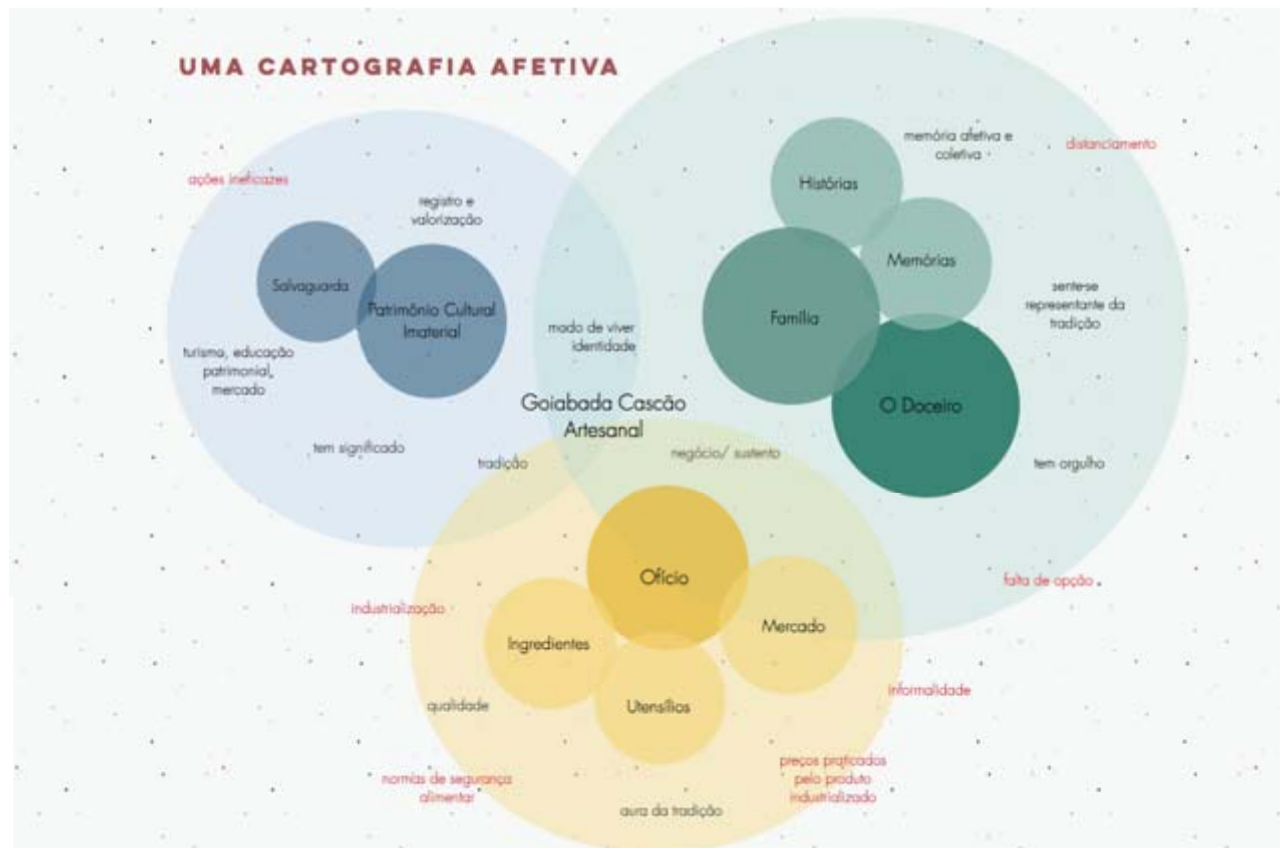 UMA CARTOGRAFIA AFETIVA
ações ineficazes
registro e
valorização
Salvaguarda
Patrimônio Cultural
Imaterial
turismo, educação
patrimonial,
mercado
tem significado
tradição
modo de viver
identidade
Goiabada Cascão
Artesanal
Histórias
memória afetiva e
coletiva
distanciamento
Memórias
Família
sente-se
representante da
tradição
O Doceiro
tem orgulho
negócio/ sustento
falta de opção
Ofício
industrialização
Ingredientes
Mercado
Utensílios
qualidade
informalidade
normas de segurança
alimentar
preços praticados
pelo produto
industrializado
aura da tradição